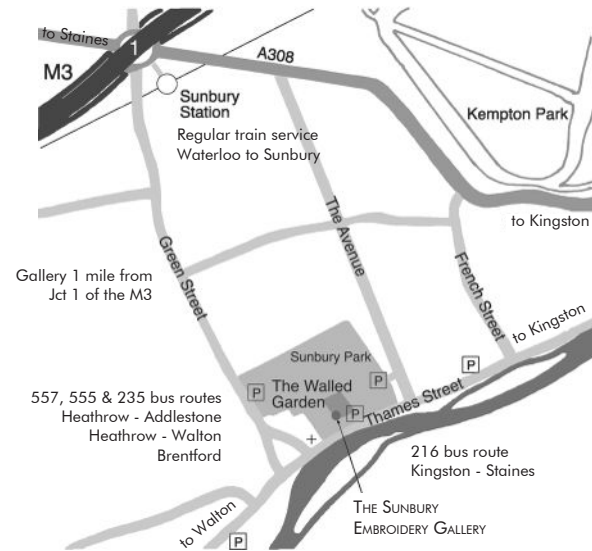 to Staines
1
A308
M3
Sunbury
Station
Kempton Park
Regular train service
Waterloo to Sunbury
The Avenue
to Kingston
Green Street
French Street
Gallery 1 mile from
Jct 1 of the M3
to Kingston
Sunbury Park
P
P
P
The Walled
Garden
P
Thames Street
557, 555 & 235 bus routes
Heathrow - Addlestone
Heathrow - Walton
Brentford
216 bus route
Kingston - Staines
THE SUNBURY
EMBROIDERY GALLERY
to Walton
P